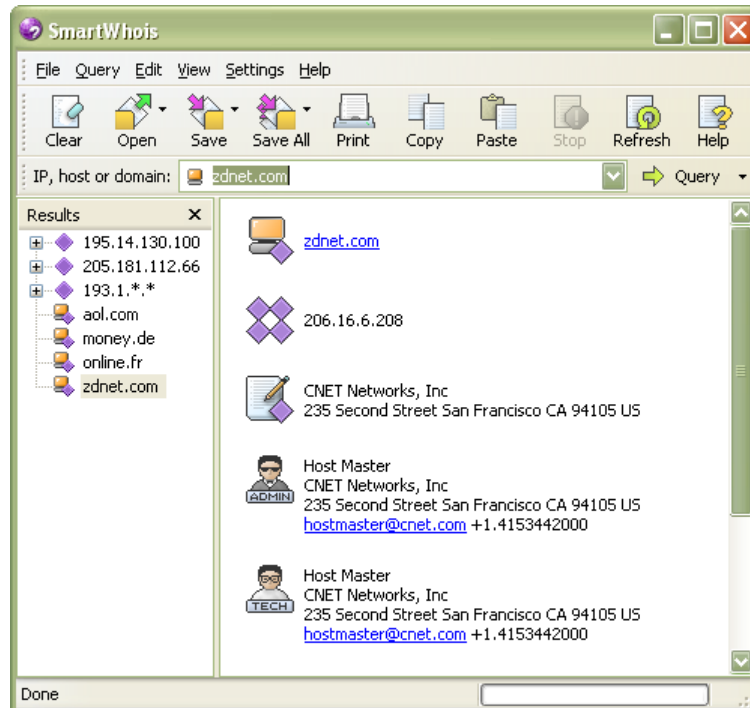 SmartWhois
File Query Edit View Settings Help
Clear Open Save Save All Print Copy Paste Stop Refresh Help
IP, host or domain: zdnet.com Query
Results
195.14.130.100
205.181.112.66
193.1.*.*
aol.com
money.de
online.fr
zdnet.com
zdnet.com
206.16.6.208
CNET Networks, Inc
235 Second Street San Francisco CA 94105 US
ADMIN
Host Master
CNET Networks, Inc
235 Second Street San Francisco CA 94105 US
hostmaster@cnet.com +1.4153442000
TECH
Host Master
CNET Networks, Inc
235 Second Street San Francisco CA 94105 US
hostmaster@cnet.com +1.4153442000
Done